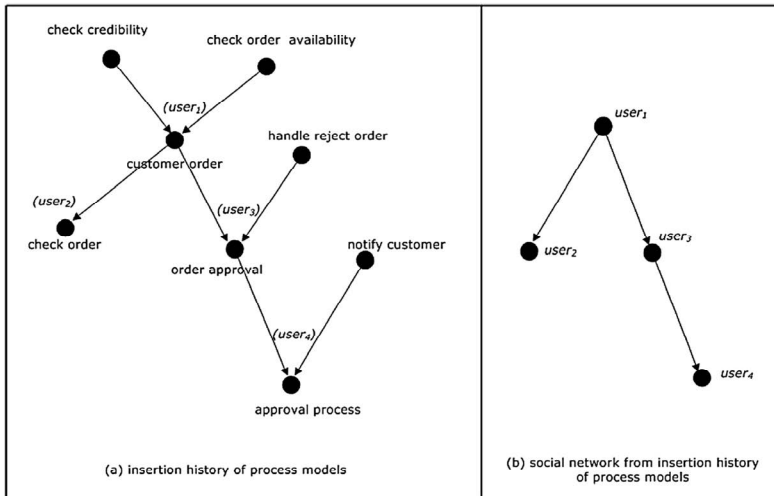 check credibility
check order availability
(user₁)
handle reject order
customer order
(user₂)
(user₃)
check order
notify customer
order approval
(user₄)
approval process
(a) insertion history of process models
user₁
user₂
user₃
user₄
(b) social network from insertion history
of process models